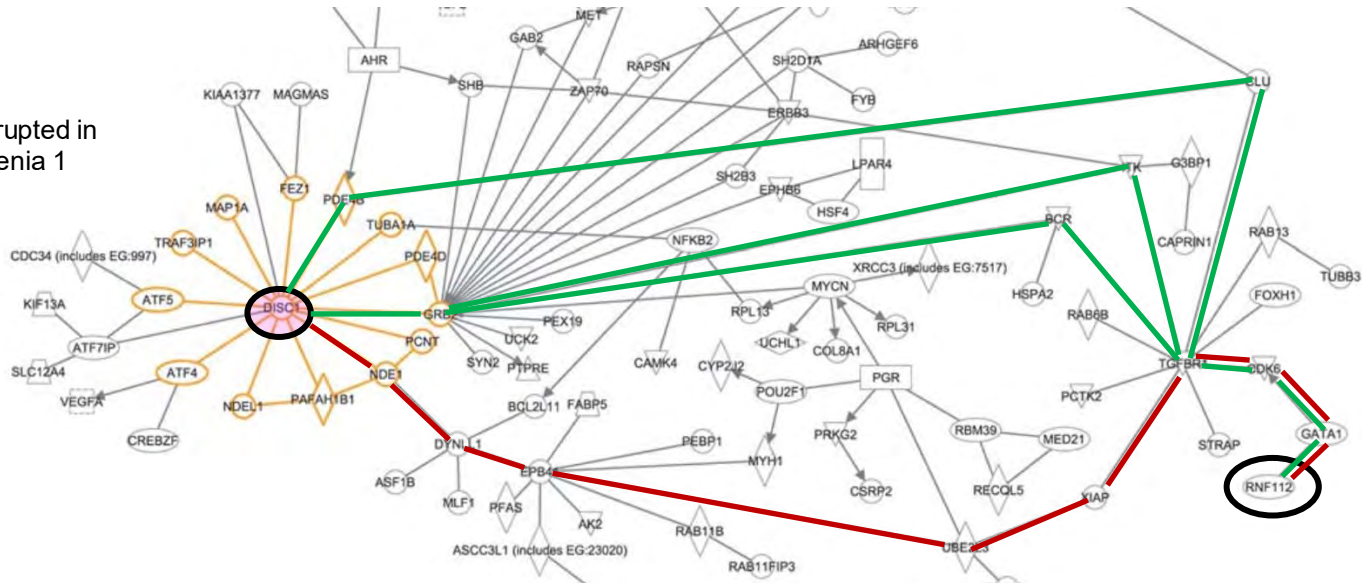 MET
GAB2
ARHGEF6
AHR
SH2D1A
RAPSN
SHB
ZAP70
KIAA1377
MAGMAS
FYB
ERBB3
rupted in
enia 1
LPAR4
G3BP1
SH2B3
EPHB6
FEZ1
PDE4B
MAP1A
HSF4
TUBA1A
BCR
TRAF3IP1
NFKB2
RAB13
CAPRIN1
CDC34 (includes EG:997)
PDE4D
XRCC3 (includes EG:7517)
TUBB3
KIF13A
ATF5
DISC1
MYCN
HSPA2
FOXH1
RPL13
PEX19
RPL31
RAB6B
UCK2
UCHL1
PCNT
ATF7IP
COL8A1
SYN2
PTPRE
CAMK4
CYP2J2
TGFBR1
CDK6
SLC12A4
ATF4
NDE1
PGR
POU2F1
PCTK2
VEGFA
NDEL1
PAFAH1B1
BCL2L11
FABP5
PRKG2
RBM39
MED21
GATA1
CREBZF
DYNLL1
PEBP1
STRAP
MYH1
ASF1B
CSRP2
RECQL5
RNF112
MLF1
PFAS
XIAP
AK2
RAB11B
ASCC3L1 (includes EG:23020)
UBE2L3
RAB11FIP3